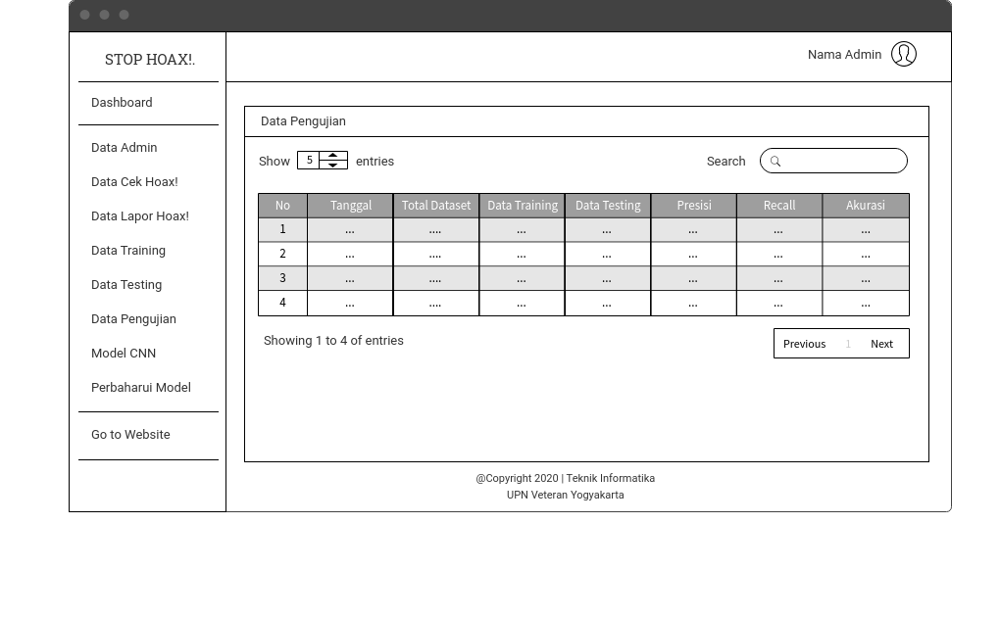 STOP HOAX!.
Nama Admin
Dashboard
Data Admin
Data Cek Hoax!
Data Lapor Hoax!
Data Training
Data Testing
Data Pengujian
Model CNN
Perbaharui Model
Go to Website
Data Pengujian
Show 5 entries
Search
No Tanggal Total Dataset Data Training Data Testing Presisi Recall Akurasi
1 ... .... ... ... ... ... ...
2 ... .... ... ... ... ... ...
3 ... .... ... ... ... ... ...
4 ... .... ... ... ... ... ...
Showing 1 to 4 of entries
Previous 1 Next
@Copyright 2020 | Teknik Informatika
UPN Veteran Yogyakarta